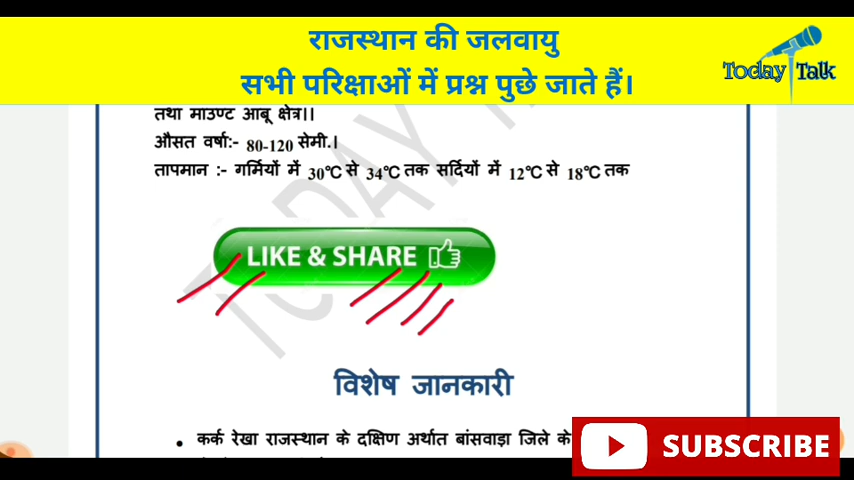 राजस्थान की जलवायु
सभी परिक्षाओं में प्रश्न पुछे जाते हैं।
Today Talk
तथा माउण्ट आबू क्षेत्र।।
औसत वर्षा:- 80-120 सेमी.।
तापमान :- गर्मियों में 30℃ से 34℃ तक सर्दियों में 12℃ से 18℃ तक
LIKE & SHARE
विशेष जानकारी
• कर्क रेखा राजस्थान के दक्षिण अर्थात बांसवाड़ा जिले के
SUBSCRIBE